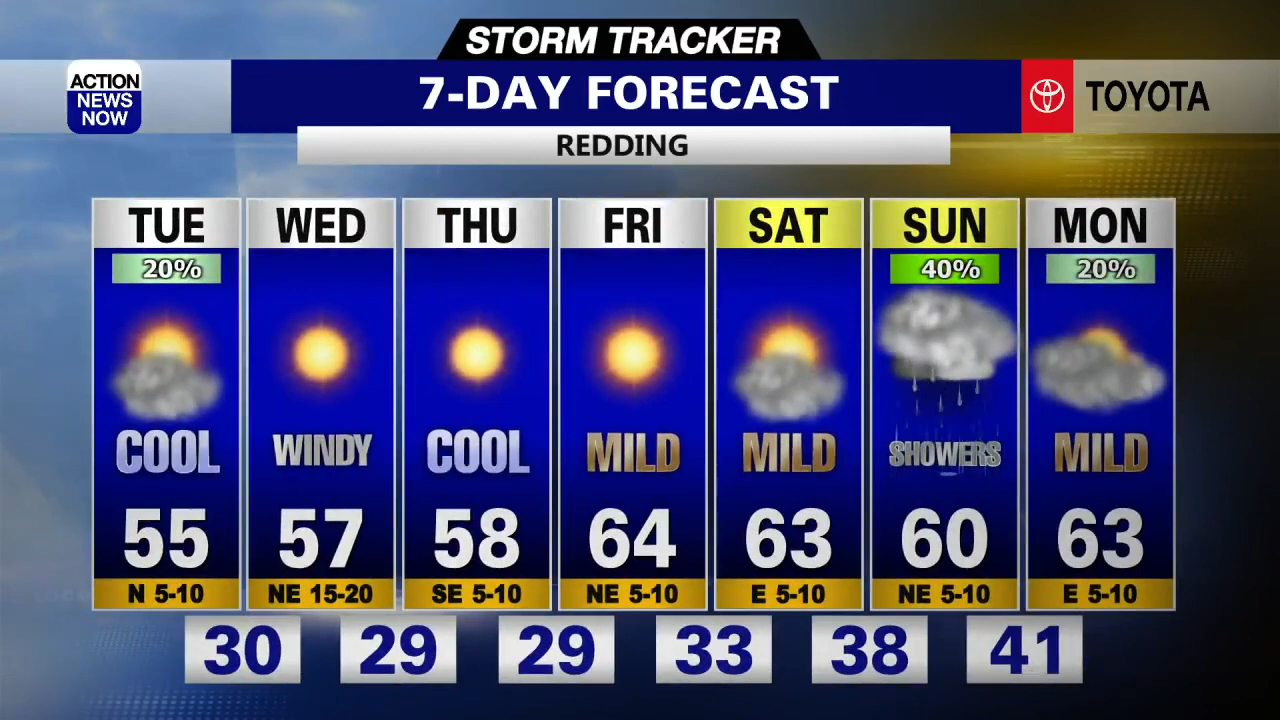 STORM TRACKER
ACTION
NEWS
NOW
7-DAY FORECAST
TOYOTA
REDDING
TUE WED THU FRI SAT SUN MON
20% 40% 20%
COOL WINDY COOL MILD MILD SHOWERS MILD
55 57 58 64 63 60 63
N 5-10 NE 15-20 SE 5-10 NE 5-10 E 5-10 NE 5-10 E 5-10
30 29 29 33 38 41